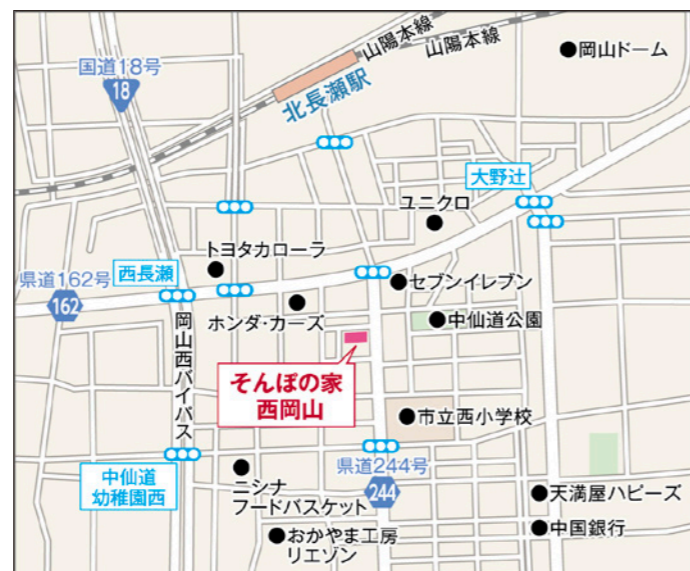 山陽本線
山陽本線
岡山ドーム
国道18号
18
北長瀬駅
大野辻
ユニクロ
トヨタカローラ
西長瀬
県道162号
162
セブンイレブン
ホンダ・カーズ
中仙道公園
岡山西バイパス
そんぽの家
西岡山
市立西小学校
中仙道
幼稚園西
県道244号
244
ニシナ
フードバスケット
天満屋ハピーズ
おかやま工房
リエゾン
中国銀行